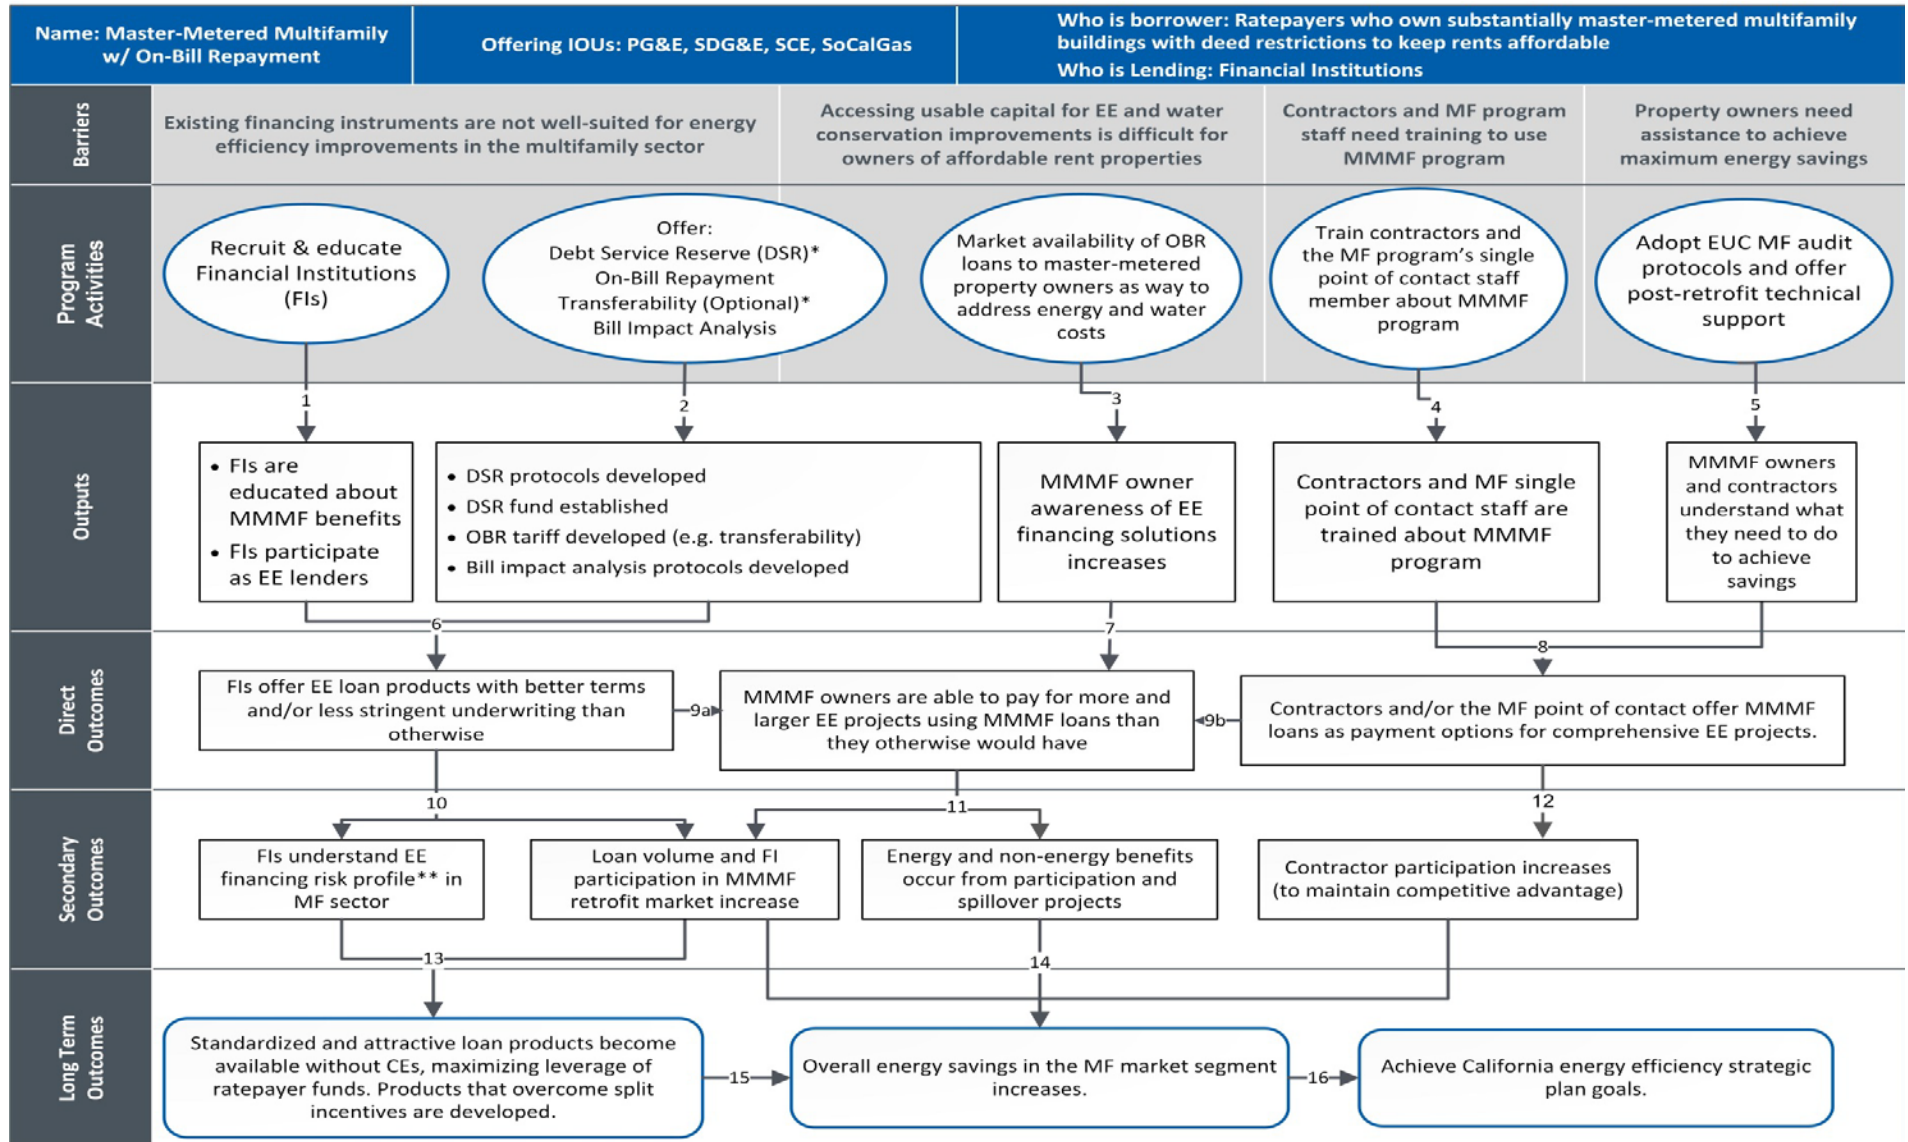 Name: Master-Metered Multifamily
w/ On-Bill Repayment
Offering IOUs: PG&E, SDG&E, SCE, SoCalGas
Who is borrower: Ratepayers who own substantially master-metered multifamily
buildings with deed restrictions to keep rents affordable
Who is Lending: Financial Institutions
Barriers
Existing financing instruments are not well-suited for energy
efficiency improvements in the multifamily sector
Accessing usable capital for EE and water
conservation improvements is difficult for
owners of affordable rent properties
Contractors and MF program
staff need training to use
MMMF program
Property owners need
assistance to achieve
maximum energy savings
Program
Activities
Recruit & educate
Financial Institutions
(FIs)
Offer:
Debt Service Reserve (DSR)*
On-Bill Repayment
Transferability (Optional)*
Bill Impact Analysis
Market availability of OBR
loans to master-metered
property owners as way to
address energy and water
costs
Train contractors and
the MF program's single
point of contact staff
member about MMMF
program
Adopt EUC MF audit
protocols and offer
post-retrofit technical
support
1
2
3
4
5
Outputs
• FIs are
educated about
MMMF benefits
• FIs participate
as EE lenders
• DSR protocols developed
• DSR fund established
• OBR tariff developed (e.g. transferability)
• Bill impact analysis protocols developed
MMMF owner
awareness of EE
financing solutions
increases
Contractors and MF single
point of contact staff are
trained about MMMF
program
MMMF owners
and contractors
understand what
they need to do
to achieve
savings
6
7
8
Direct
Outcomes
FIs offer EE loan products with better terms
and/or less stringent underwriting than
otherwise
9a
MMMF owners are able to pay for more and
larger EE projects using MMMF loans than
they otherwise would have
9b
Contractors and/or the MF point of contact offer MMMF
loans as payment options for comprehensive EE projects.
10
11
12
Secondary
Outcomes
FIs understand EE
financing risk profile** in
MF sector
Loan volume and FI
participation in MMMF
retrofit market increase
Energy and non-energy benefits
occur from participation and
spillover projects
Contractor participation increases
(to maintain competitive advantage)
13
14
Long Term
Outcomes
Standardized and attractive loan products become
available without CEs, maximizing leverage of
ratepayer funds. Products that overcome split
incentives are developed.
15
Overall energy savings in the MF market segment
increases.
16
Achieve California energy efficiency strategic
plan goals.